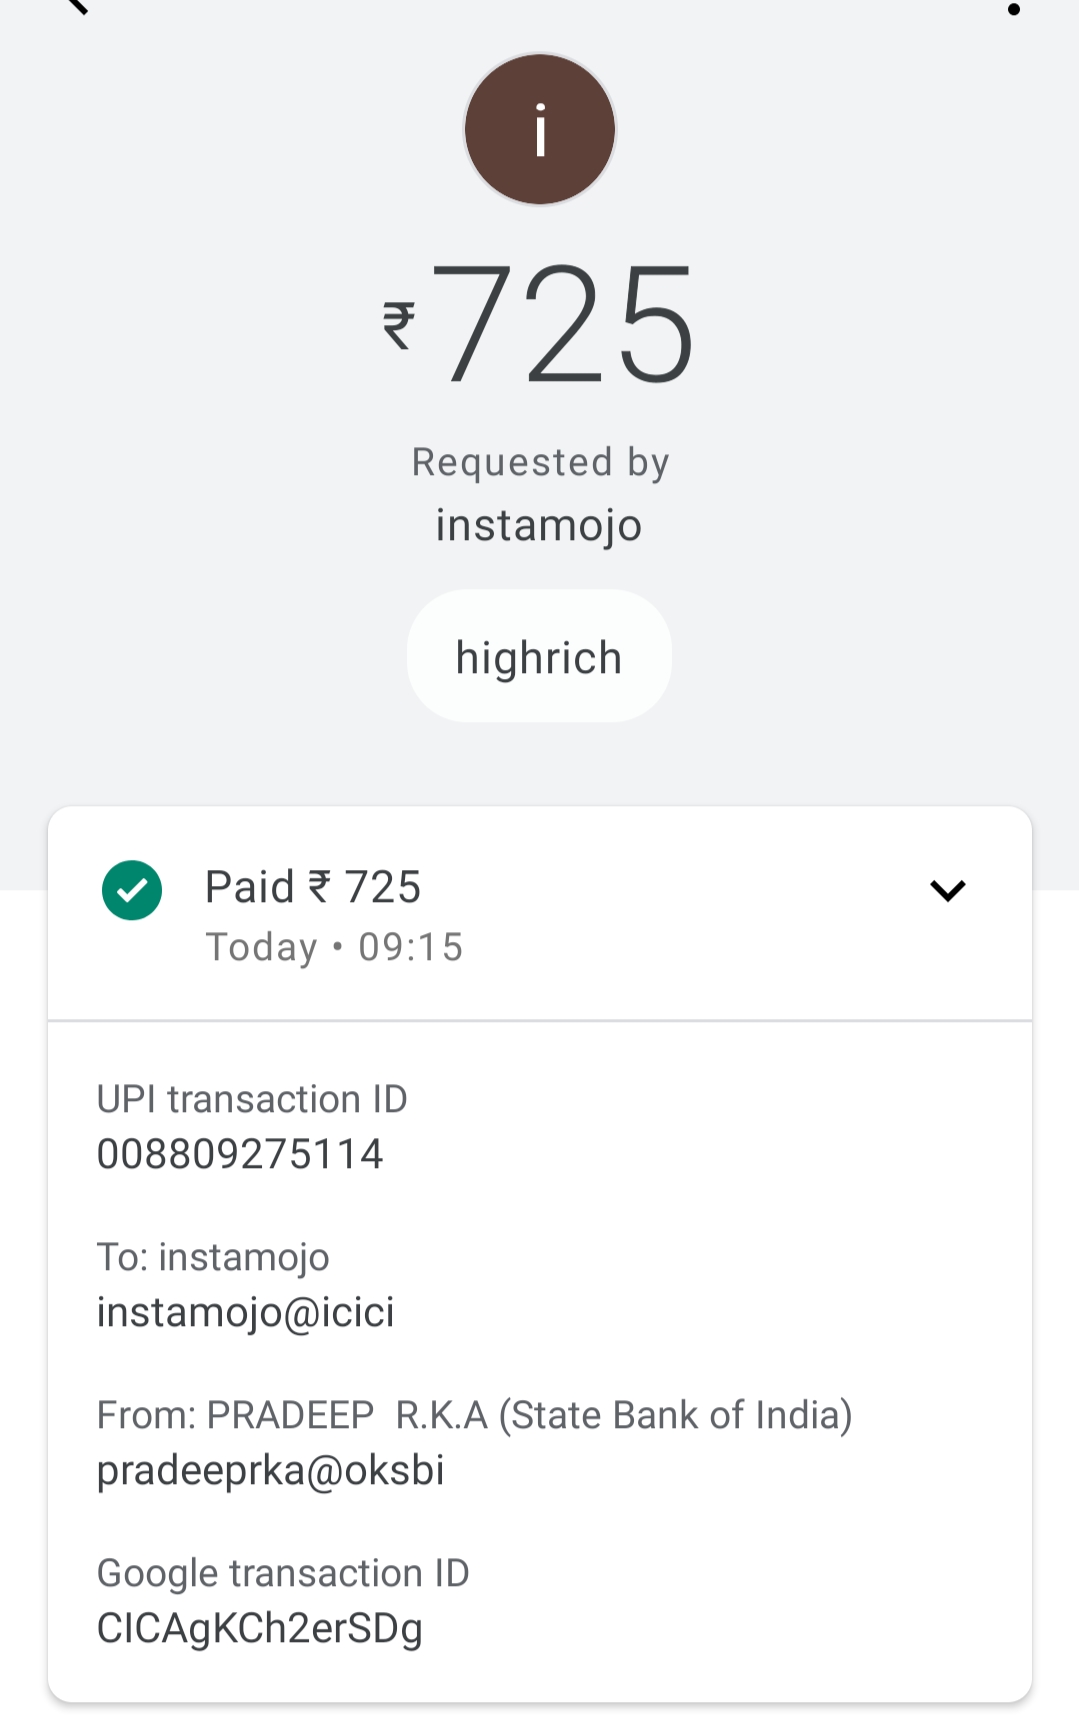 i
₹725
Requested by
instamojo
highrich
Paid ₹ 725
Today • 09:15
UPI transaction ID
008809275114
To: instamojo
instamojo@icici
From: PRADEEP  R.K.A (State Bank of India)
pradeeprka@oksbi
Google transaction ID
CICAgKCh2erSDg